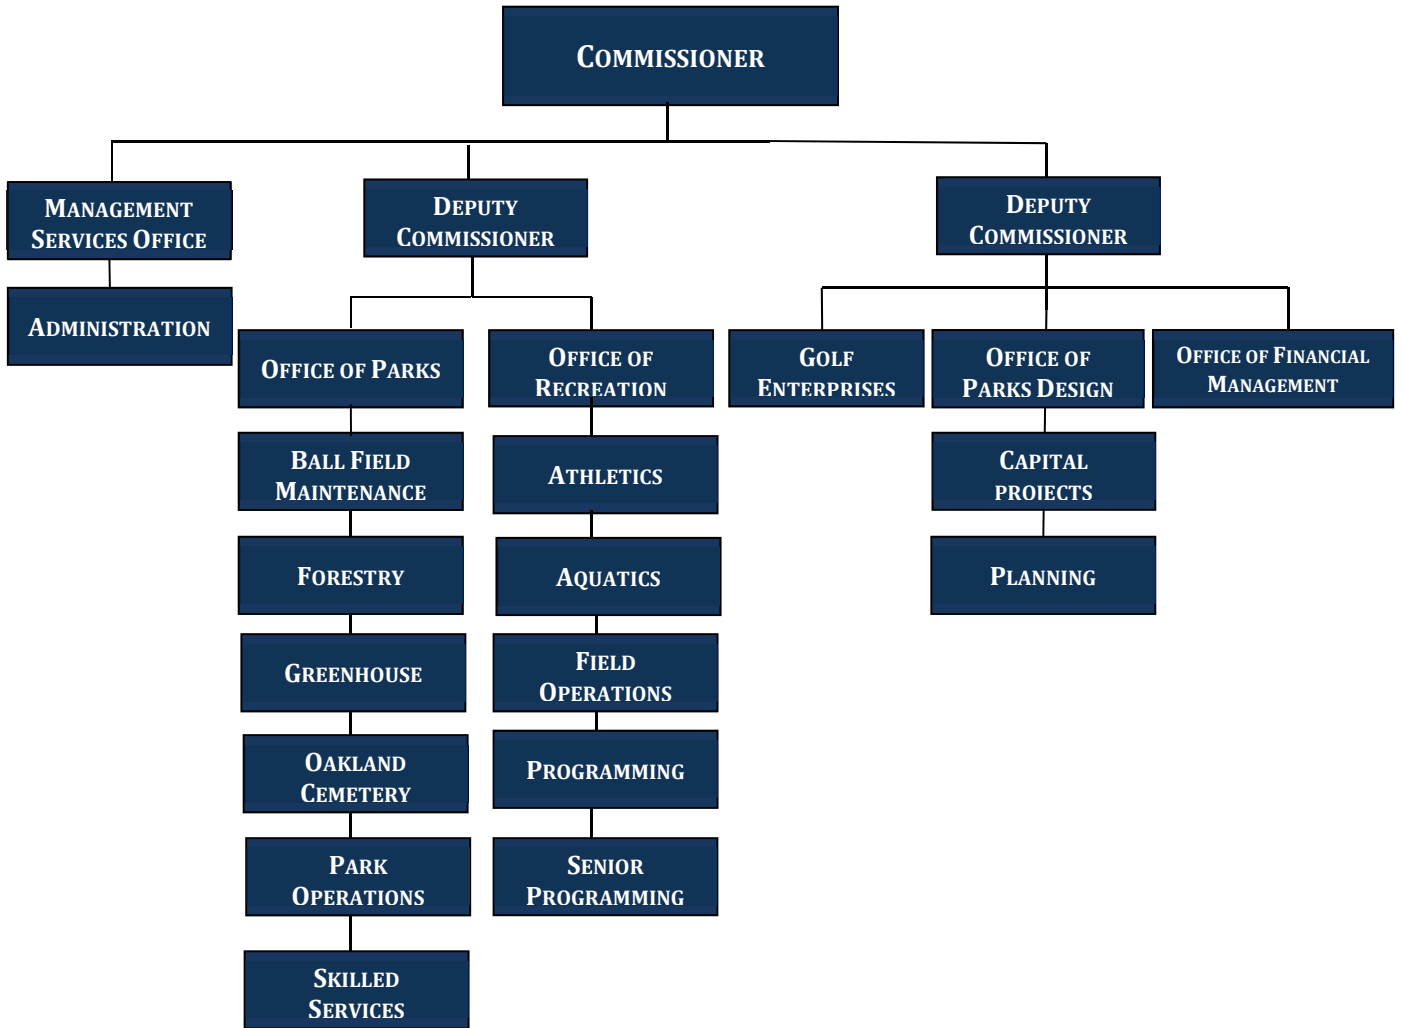 COMMISSIONER
MANAGEMENT
SERVICES OFFICE
DEPUTY
COMMISSIONER
DEPUTY
COMMISSIONER
ADMINISTRATION
OFFICE OF PARKS
OFFICE OF
RECREATION
GOLF
ENTERPRISES
OFFICE OF
PARKS DESIGN
OFFICE OF FINANCIAL
MANAGEMENT
BALL FIELD
MAINTENANCE
ATHLETICS
CAPITAL
PROJECTS
FORESTRY
AQUATICS
PLANNING
GREENHOUSE
FIELD
OPERATIONS
OAKLAND
CEMETERY
PROGRAMMING
PARK
OPERATIONS
SENIOR
PROGRAMMING
SKILLED
SERVICES